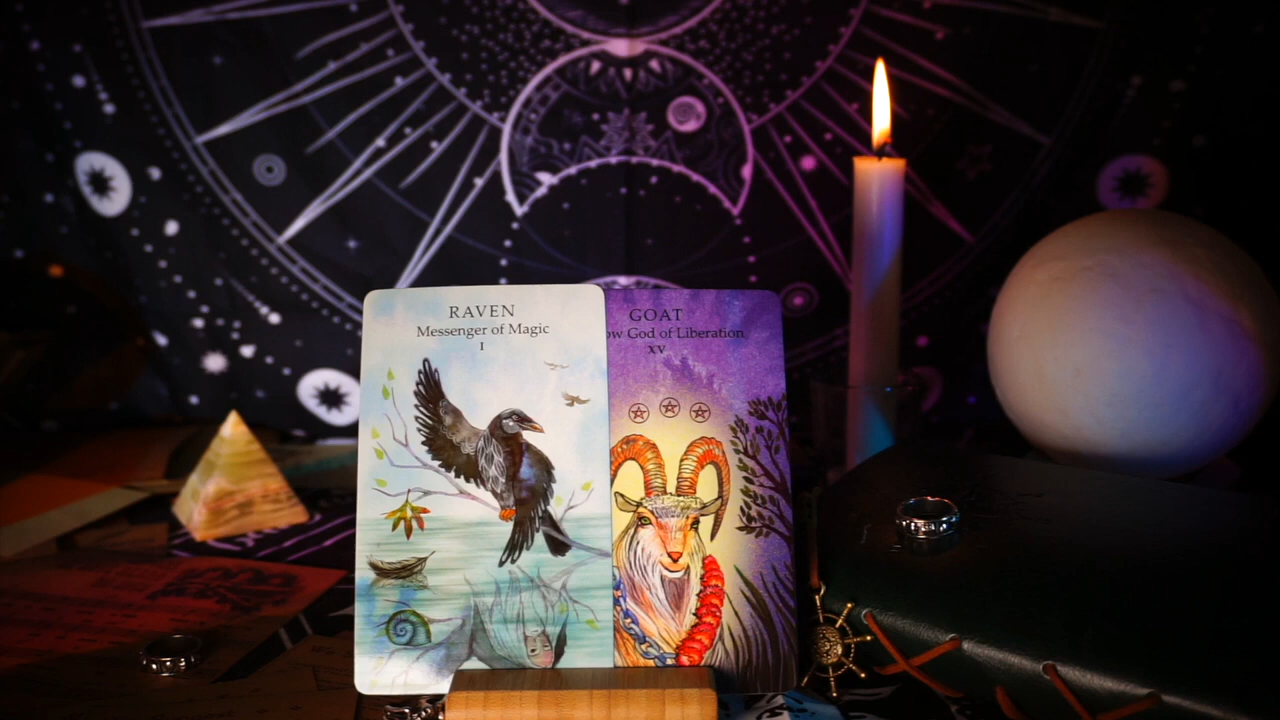 RAVEN
Messenger of Magic
I
GOAT
God of Liberation
XV